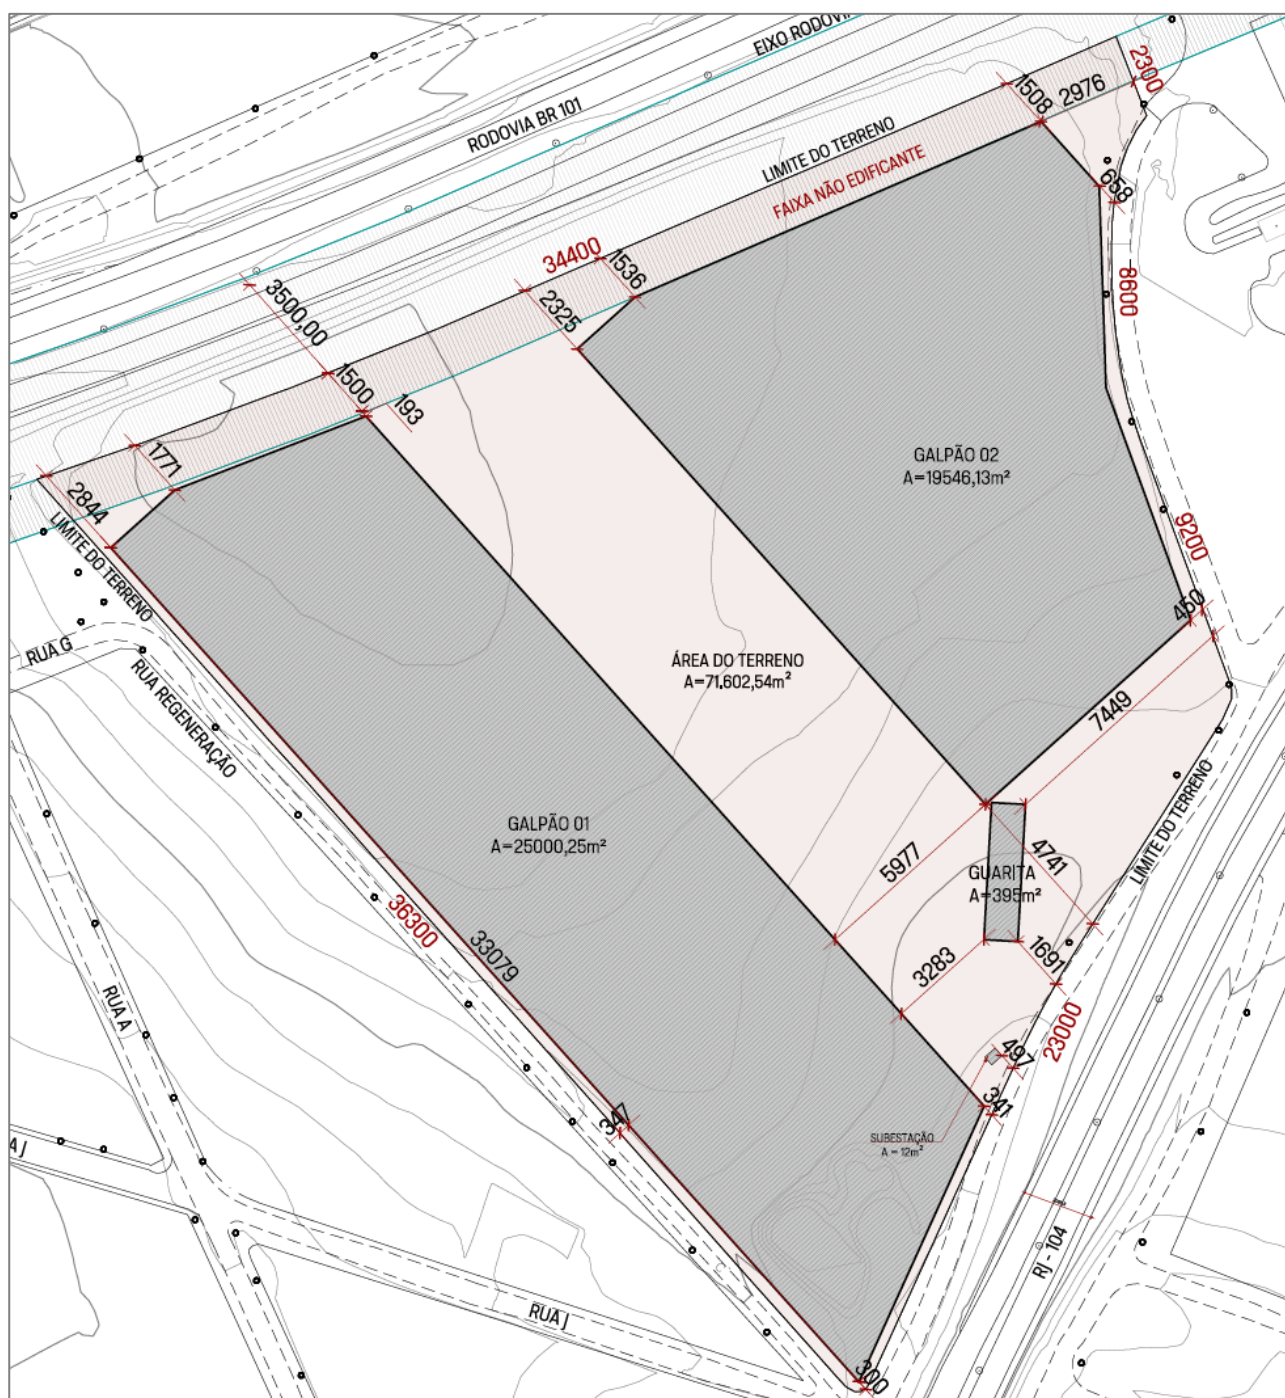 EIXO RODOVIA
RODOVIA BR 101
2300
2976
1508
LIMITE DO TERRENO
FAIXA NÃO EDIFICANTE
658
34400
1536
2325
3500,00
8600
1500
193
1771
2844
LIMITE DO TERRENO
GALPÃO 02
A=19546,13m²
9200
450
RUA G
RUA REGENERAÇÃO
ÁREA DO TERRENO
A=71.602,54m²
7449
LIMITE DO TERRENO
GALPÃO 01
A=25000,25m²
5977
4741
GUARITA
A=395m²
36300
33079
3283
1691
RUA A
23000
497
341
347
SUBESTAÇÃO
A = 12m²
RJ - 104
RUA J
A J
300